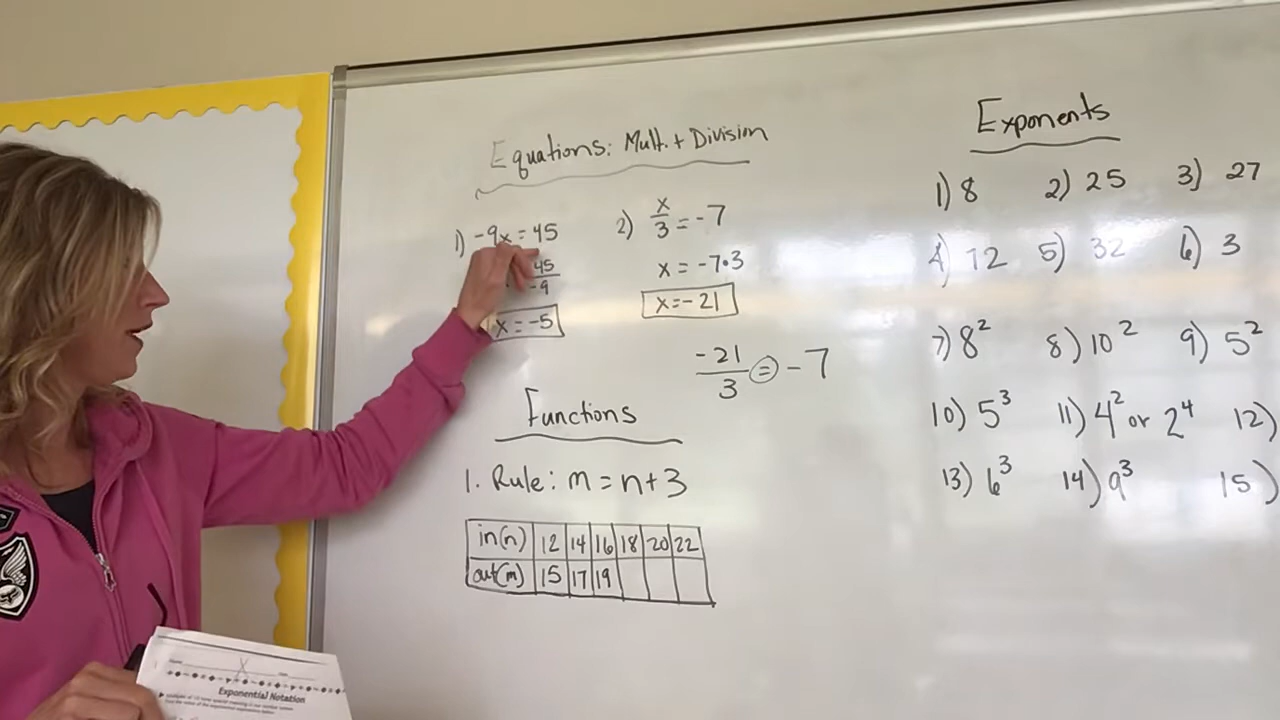 Equations: Mult. + Division
1) -9x = 45
45
-9
x = -5
2) x/3 = -7
x = -7•3
x = -21
-21/3 = -7
Functions
1. Rule: m = n+3
in(n) 12 14 16 18 20 22
out(m) 15 17 19
Exponents
1) 8 2) 25 3) 27
4) 12 5) 32 6) 3
7) 8² 8) 10² 9) 5²
10) 5³ 11) 4² or 2⁴ 12)
13) 6³ 14) 9³ 15)
Name
Exponential Notation